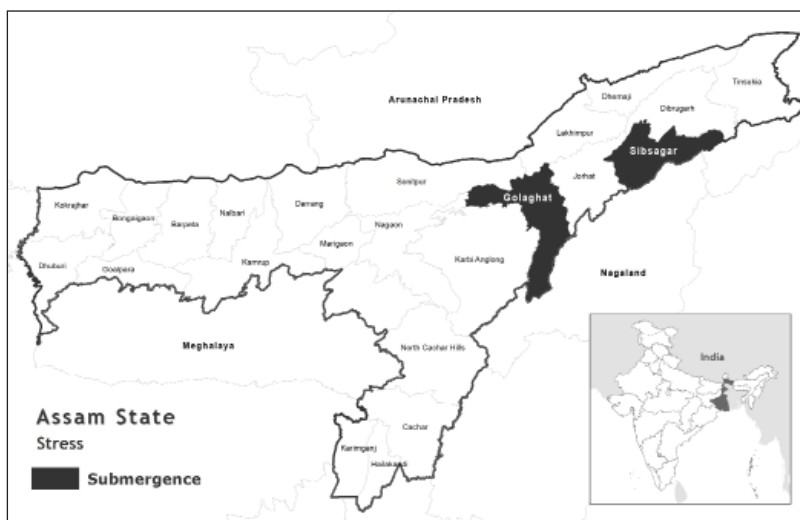 Arunachal Pradesh
Tinsukia
Dhemaji
Dibrugarh
Lakhimpur
Sibsagar
Jorhat
Sonitpur
Golaghat
Kokrajhar
Bongaigaon
Barpeta
Nalbari
Darrang
Nagaon
Marigaon
Dhuburi
Goalpara
Kamrup
Karbi Anglong
Nagaland
Meghalaya
North Cachar Hills
India
Assam State
Stress
Submergence
Cachar
Karimganj
Hailakandi